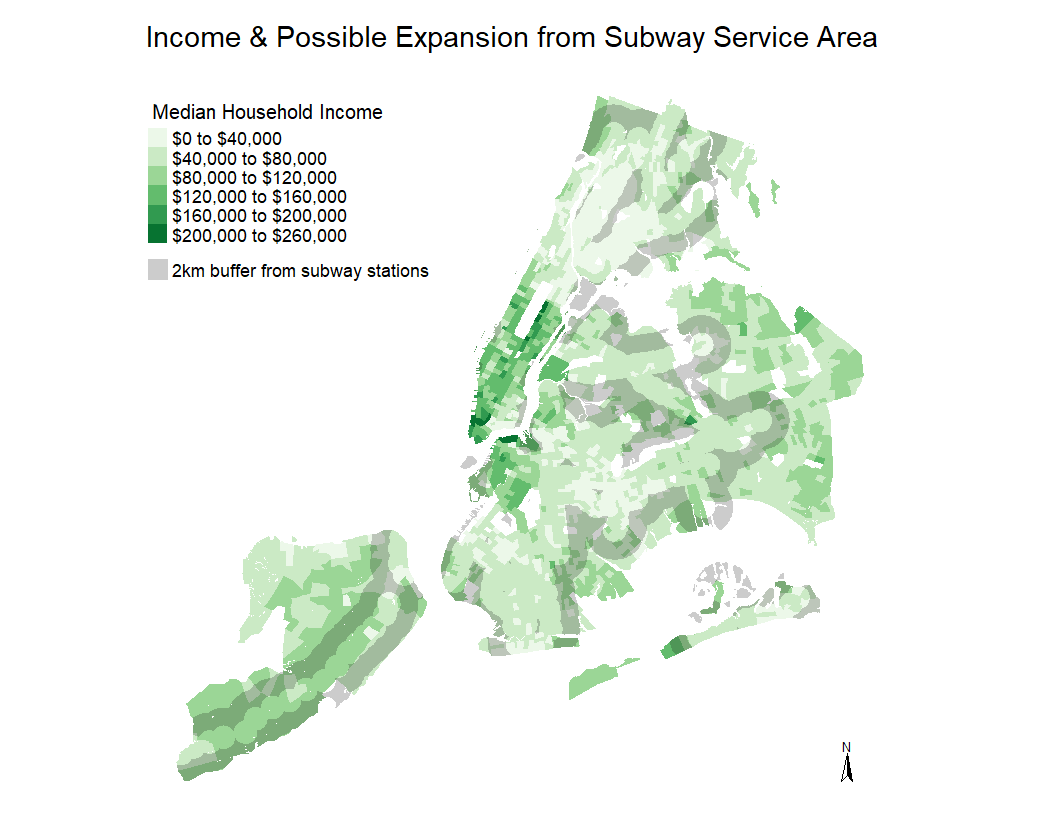 Income & Possible Expansion from Subway Service Area
Median Household Income
$0 to $40,000
$40,000 to $80,000
$80,000 to $120,000
$120,000 to $160,000
$160,000 to $200,000
$200,000 to $260,000
2km buffer from subway stations
N